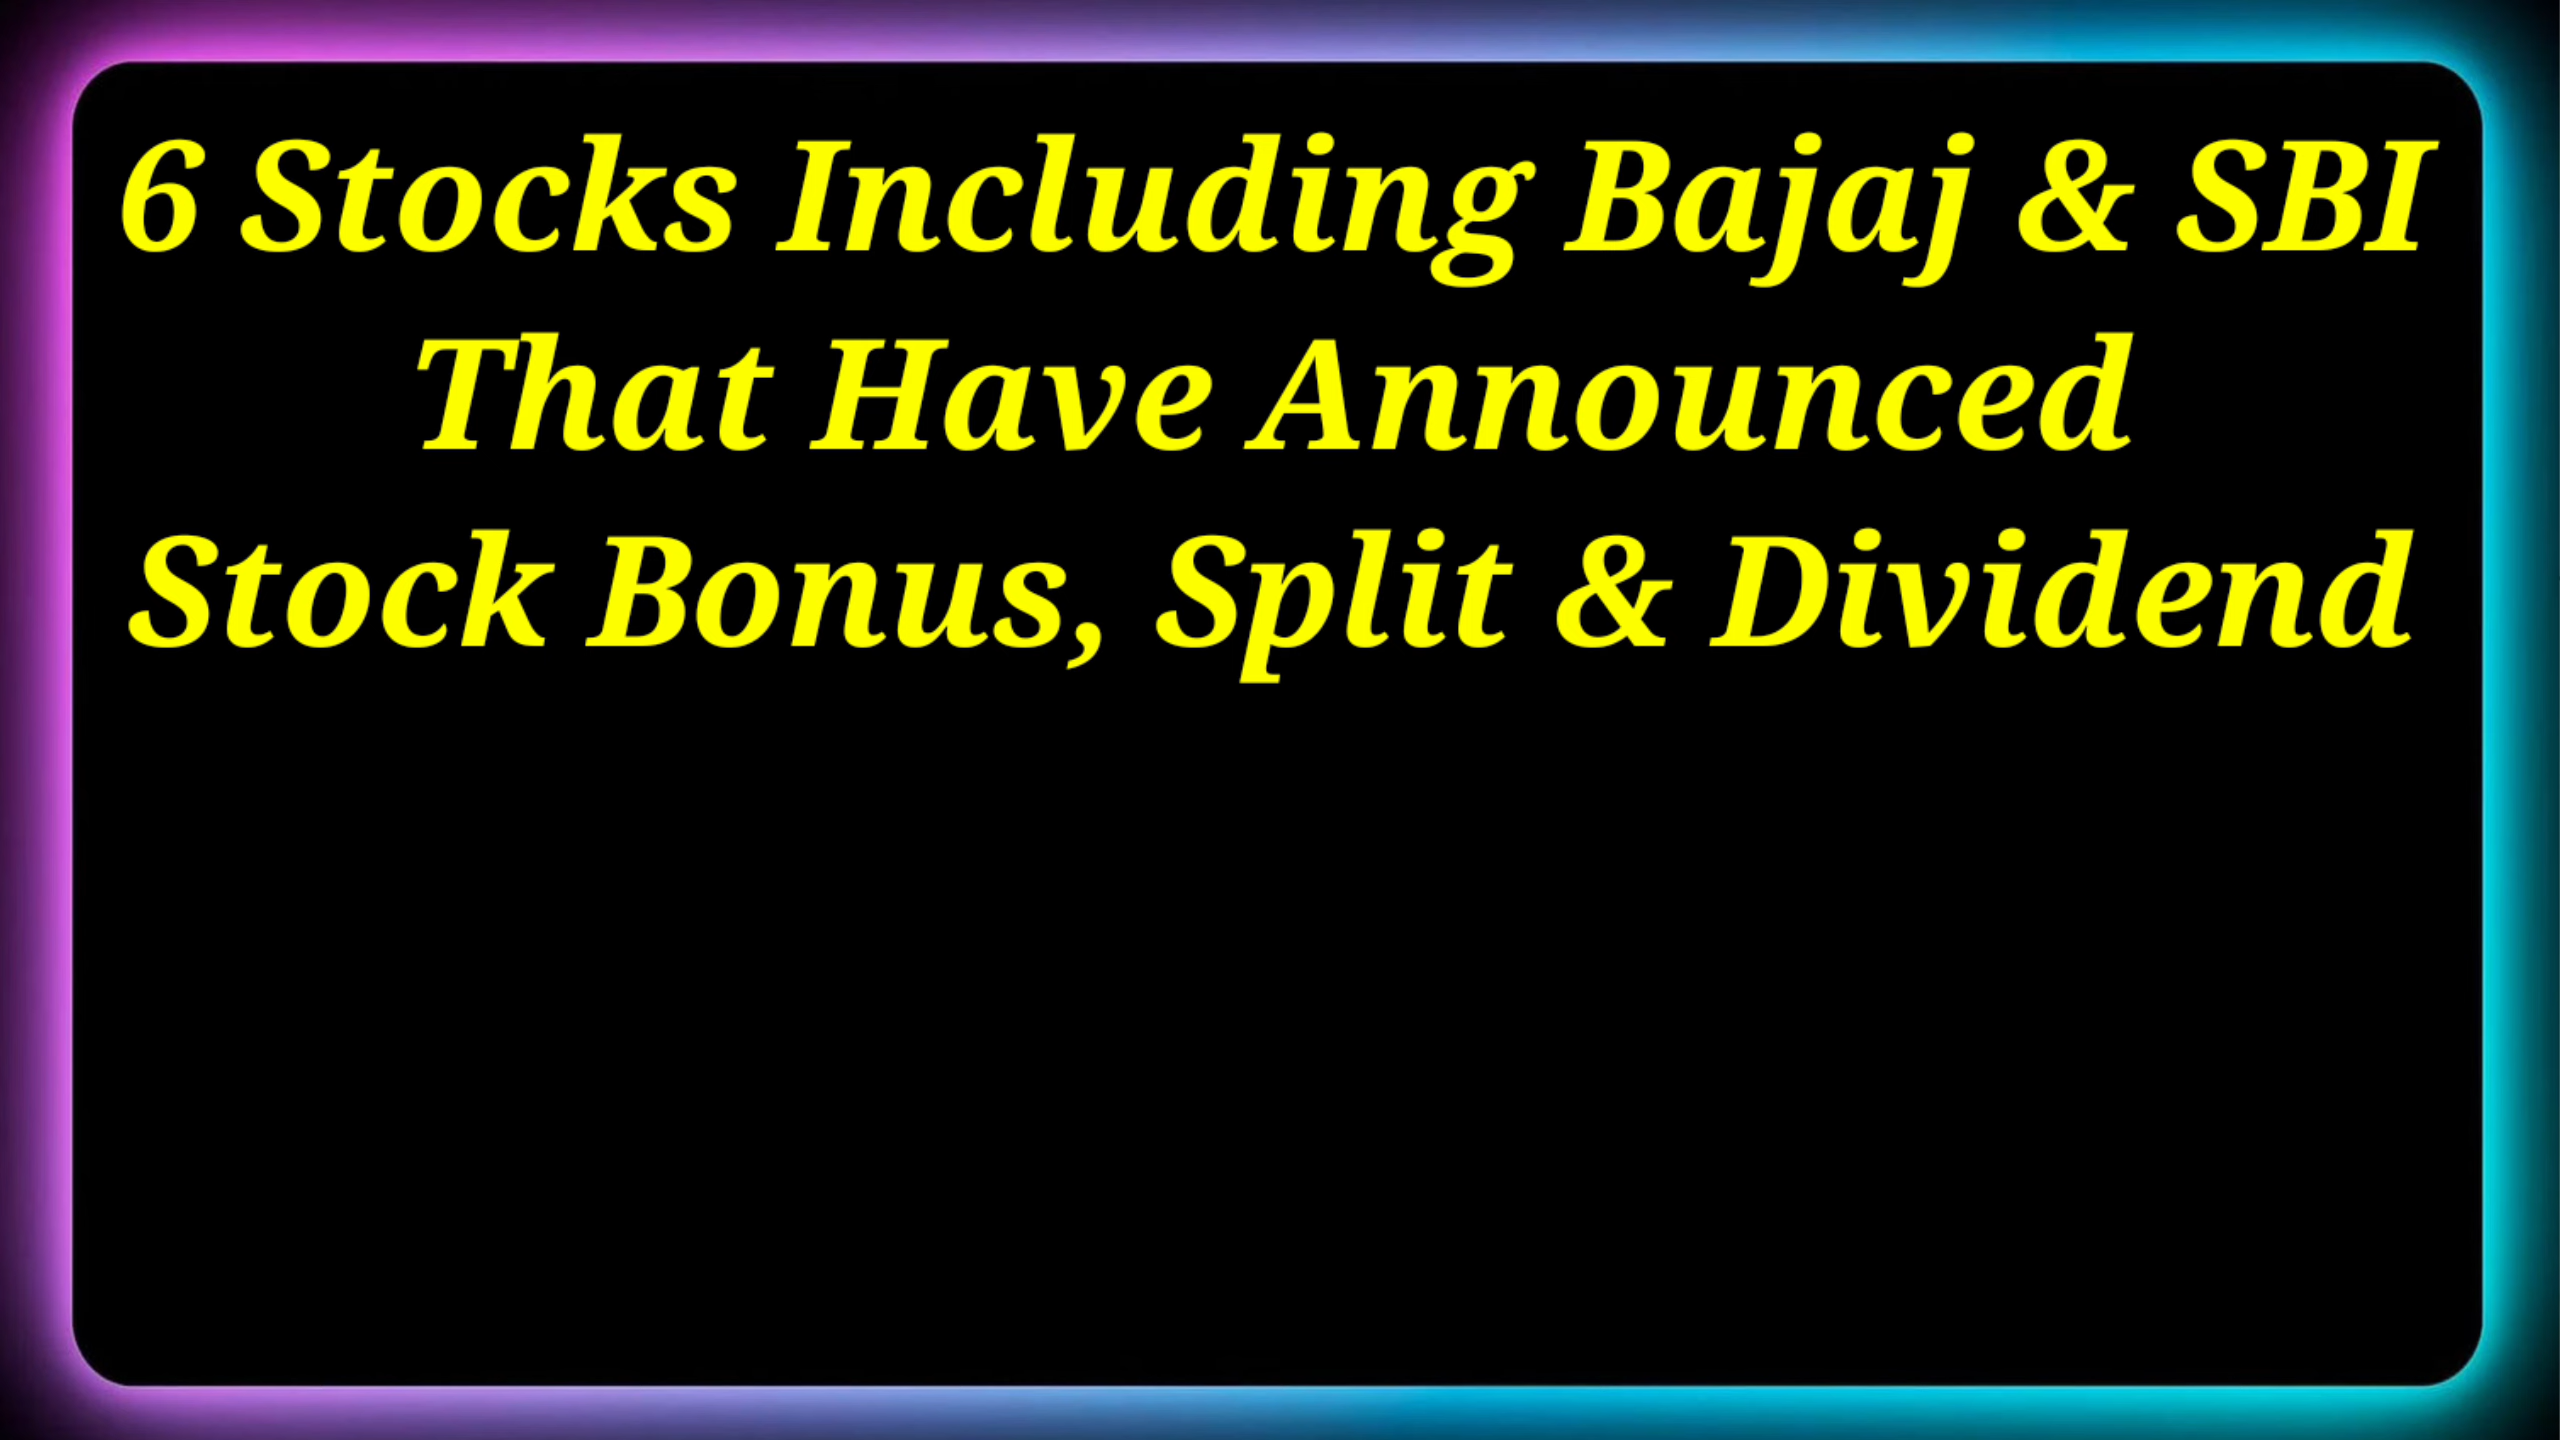 6 Stocks Including Bajaj & SBI
That Have Announced
Stock Bonus, Split & Dividend